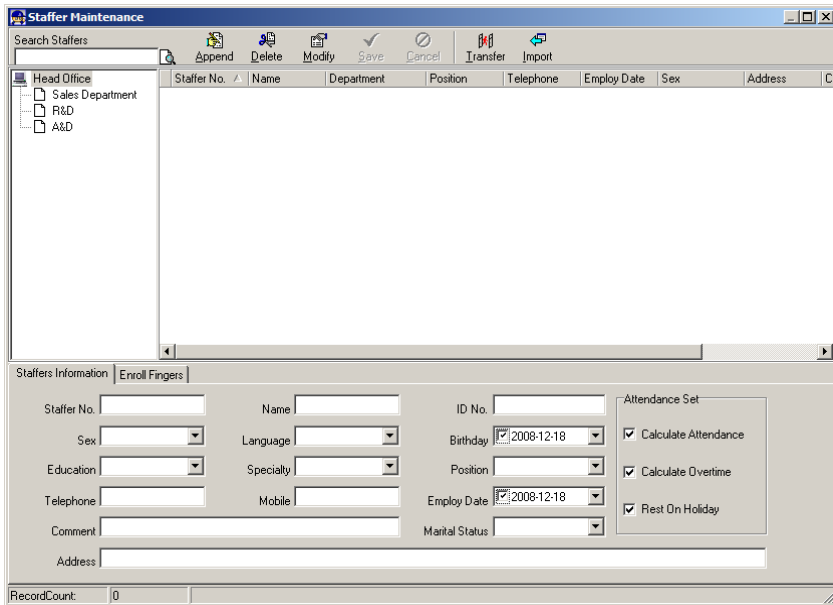 Staffer Maintenance
Search Staffers
Append Delete Modify Save Cancel Transfer Import
Head Office
Sales Department
R&D
A&D
Staffer No. Name Department Position Telephone Employ Date Sex Address C
Staffers Information Enroll Fingers
Staffer No. Name ID No. Attendance Set
Sex Language Birthday 2008-12-18 Calculate Attendance
Education Specialty Position Calculate Overtime
Telephone Mobile Employ Date 2008-12-18 Rest On Holiday
Comment Marital Status
Address
RecordCount: 0